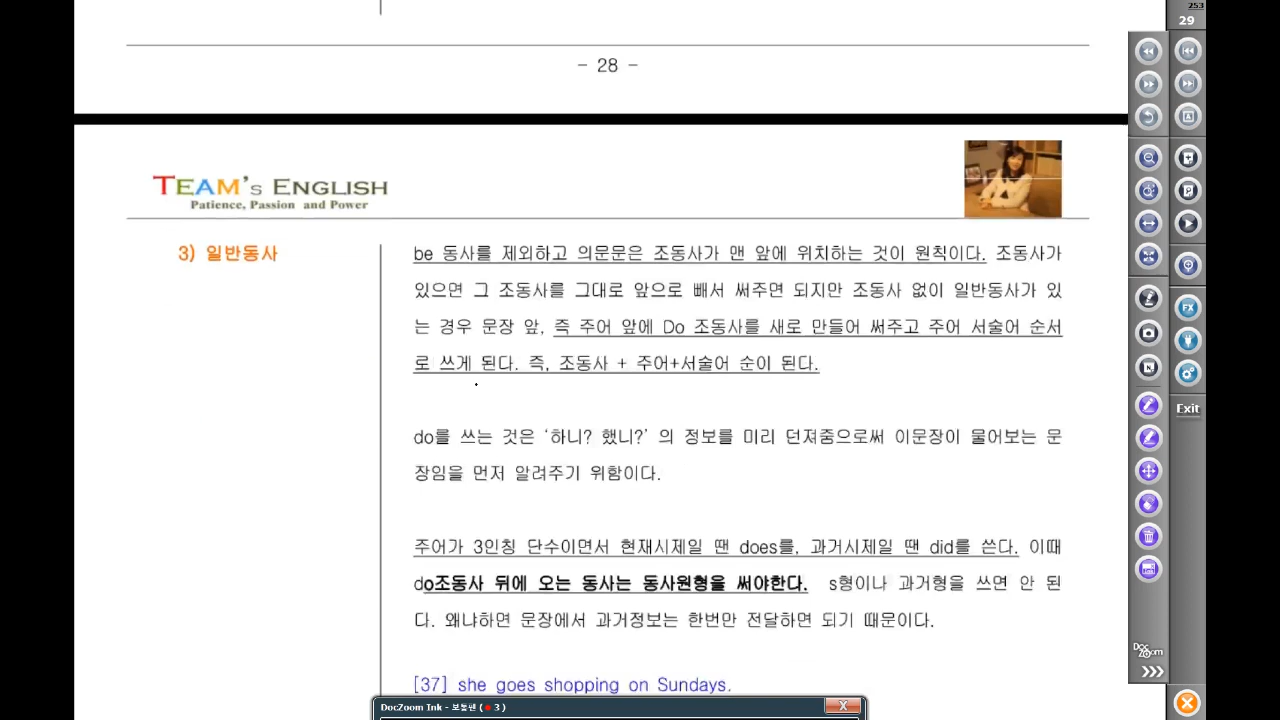 253
29
- 28 -
TEAM's ENGLISH
Patience, Passion and Power
3) 일반동사
be 동사를 제외하고 의문문은 조동사가 맨 앞에 위치하는 것이 원칙이다. 조동사가
있으면 그 조동사를 그대로 앞으로 빼서 써주면 되지만 조동사 없이 일반동사가 있
는 경우 문장 앞, 즉 주어 앞에 Do 조동사를 새로 만들어 써주고 주어 서술어 순서
로 쓰게 된다. 즉, 조동사 + 주어+서술어 순이 된다.
do를 쓰는 것은 '하니? 했니?' 의 정보를 미리 던져줌으로써 이문장이 물어보는 문
장임을 먼저 알려주기 위함이다.
주어가 3인칭 단수이면서 현재시제일 땐 does를, 과거시제일 땐 did를 쓴다. 이때
do조동사 뒤에 오는 동사는 동사원형을 써야한다. s형이나 과거형을 쓰면 안 된
다. 왜냐하면 문장에서 과거정보는 한번만 전달하면 되기 때문이다.
[37] she goes shopping on Sundays.
FX
Exit
Doc Zoom
DocZoom Ink - 보통펜 ( 3 )